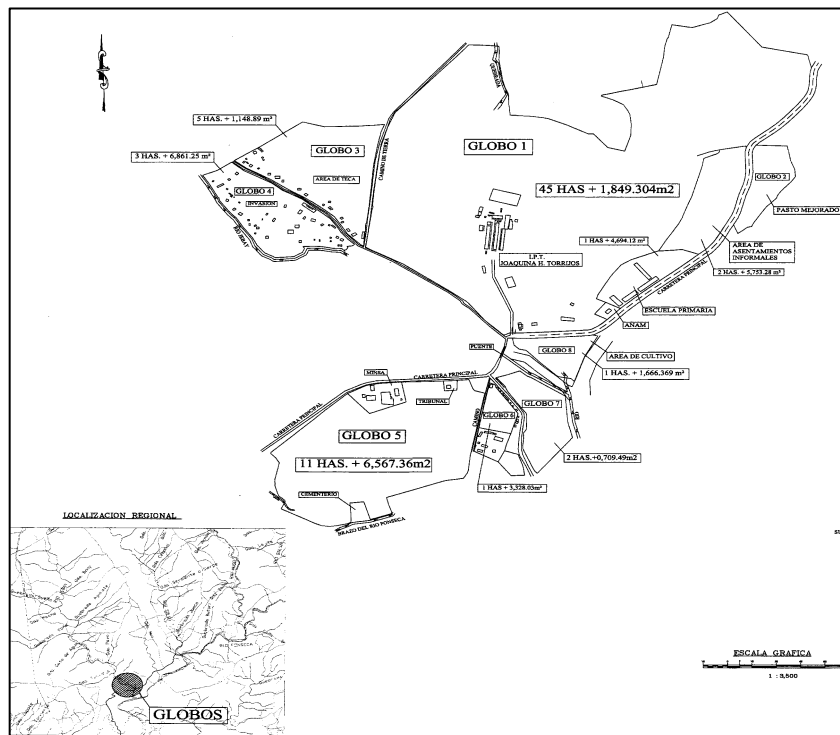 5 HAS. + 1,148.89 m²
3 HAS. + 6,861.25 m²
GLOBO 3
AREA DE TECA
GLOBO 4
INVASION
CAMINO DE TIERRA
QUEBRADA
GLOBO 1
45 HAS + 1,849.304m2
GLOBO 2
PASTO MEJORADO
AREA DE
ASENTAMIENTOS
INFORMALES
1 HAS + 4,694.12 m²
2 HAS. + 5,753.28 m²
I.P.T.
JOAQUINA H. TORRIJOS
CARRETERA PRINCIPAL
ESCUELA PRIMARIA
ANAM
PUENTE
GLOBO 8
AREA DE CULTIVO
1 HAS + 1,666.369 m²
MINSA
CARRETERA PRINCIPAL
TRIBUNAL
CARRETERA PRINCIPAL
GLOBO 5
11 HAS. + 6,567.36m2
CAMINO
GLOBO 6
GLOBO 7
2 HAS.+0,709.49m2
1 HAS + 3,328.03m²
CEMENTERIO
BRAZO DEL RIO FONSECA
LOCALIZACION REGIONAL
RIO FONSECA
GLOBOS
ESCALA GRAFICA
1 : 3,500